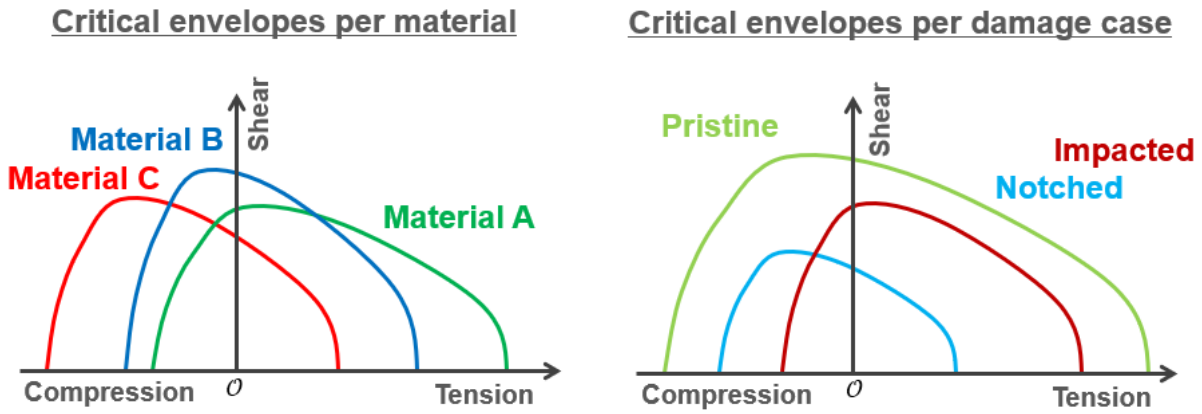 Critical envelopes per material
Shear
Material B
Material C
Material A
Compression
𝒪
Tension
Critical envelopes per damage case
Shear
Pristine
Impacted
Notched
Compression
𝒪
Tension